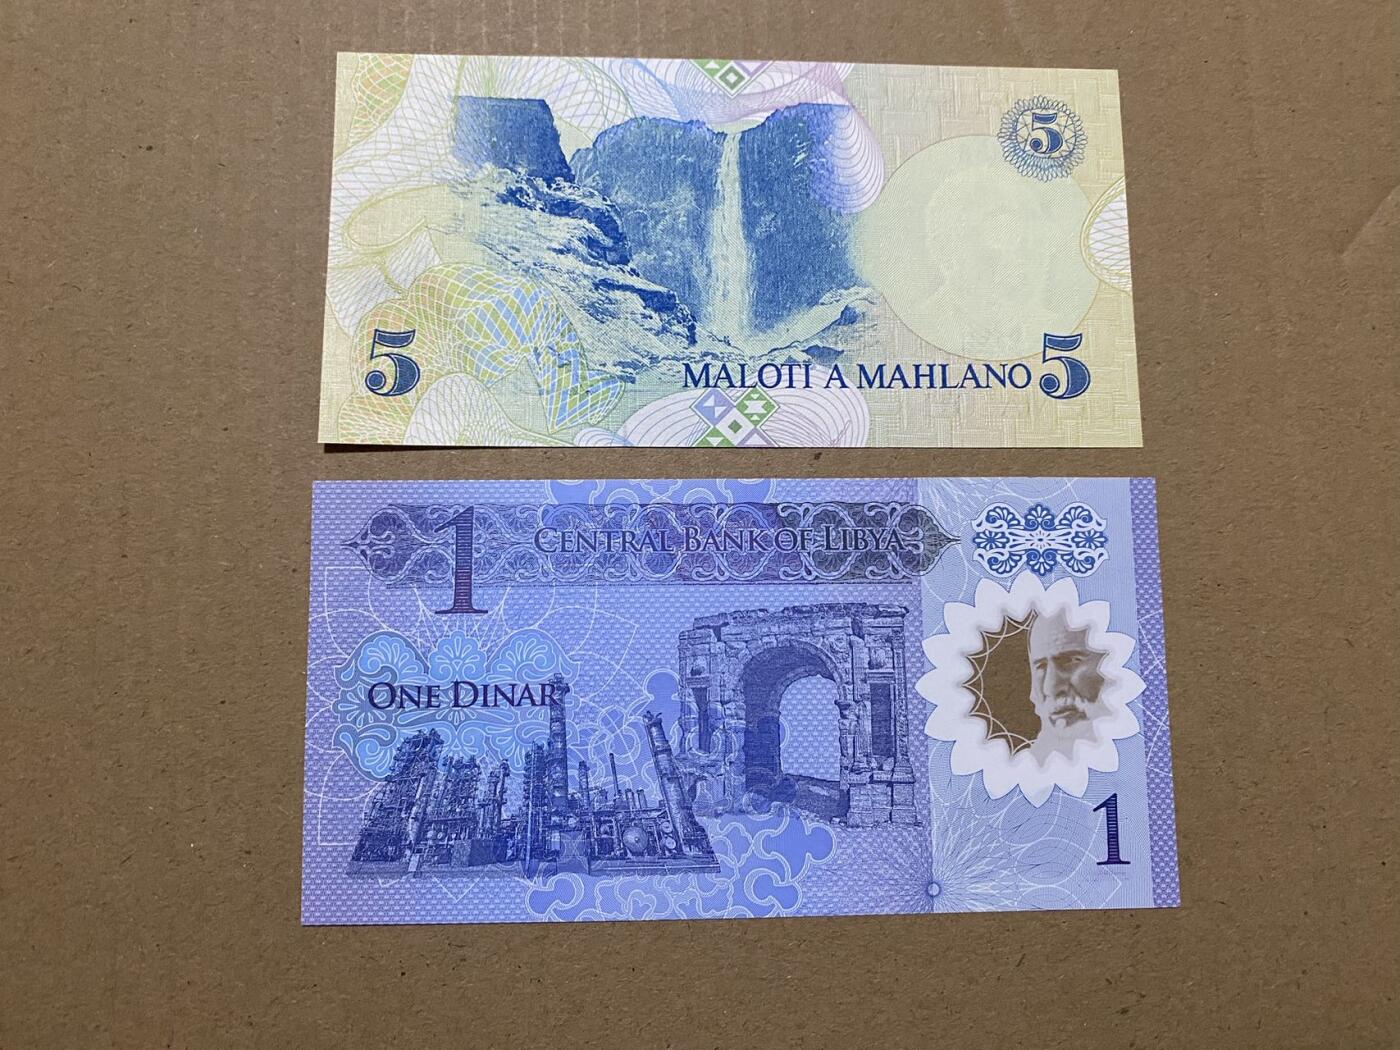 5
5
MALOTI A MAHLANO 5
1
CENTRAL BANK OF LIBYA
ONE DINAR
1